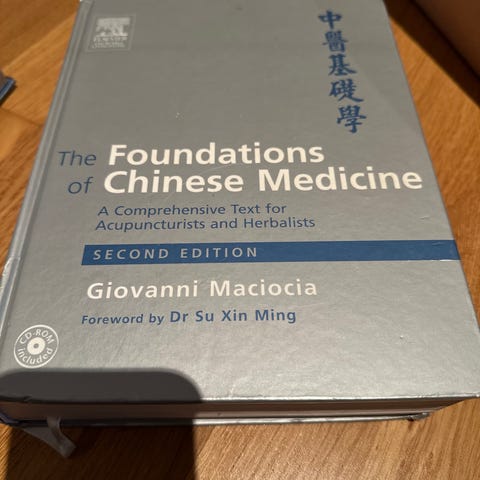 中醫基礎學
ELSEVIER
The Foundations
of Chinese Medicine
A Comprehensive Text for
Acupuncturists and Herbalists
SECOND EDITION
Giovanni Maciocia
Foreword by Dr Su Xin Ming
CD-ROM
included